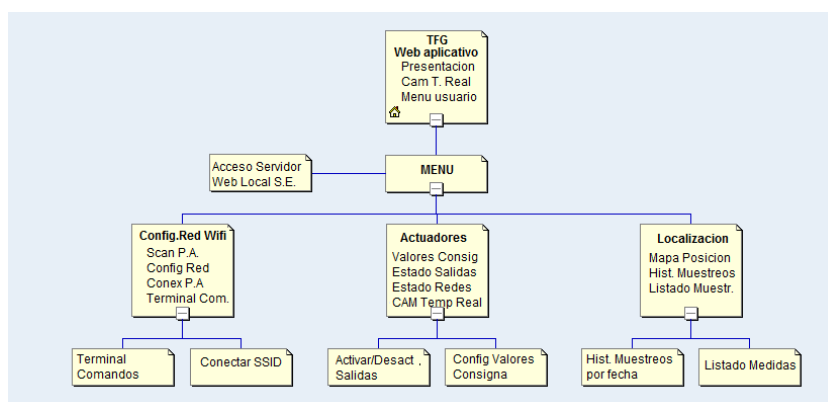 TFG
Web aplicativo
Presentacion
Cam T. Real
Menu usuario
Acceso Servidor
Web Local S.E.
MENU
Config.Red Wifi
Scan P.A.
Config Red
Conex P.A
Terminal Com.
Actuadores
Valores Consig
Estado Salidas
Estado Redes
CAM Temp Real
Localizacion
Mapa Posicion
Hist. Muestreos
Listado Muestr.
Terminal
Comandos
Conectar SSID
Activar/Desact ,
Salidas
Config Valores
Consigna
Hist. Muestreos
por fecha
Listado Medidas